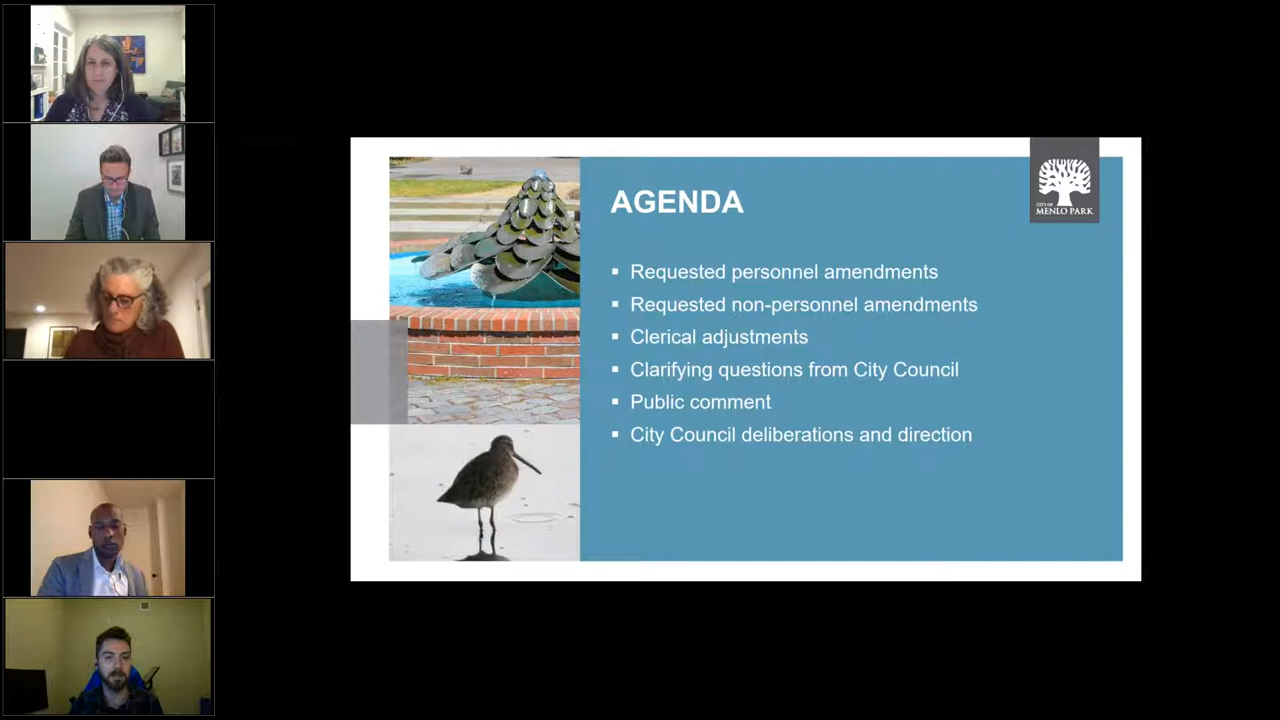 AGENDA
CITY OF
MENLO PARK
Requested personnel amendments
Requested non-personnel amendments
Clerical adjustments
Clarifying questions from City Council
Public comment
City Council deliberations and direction